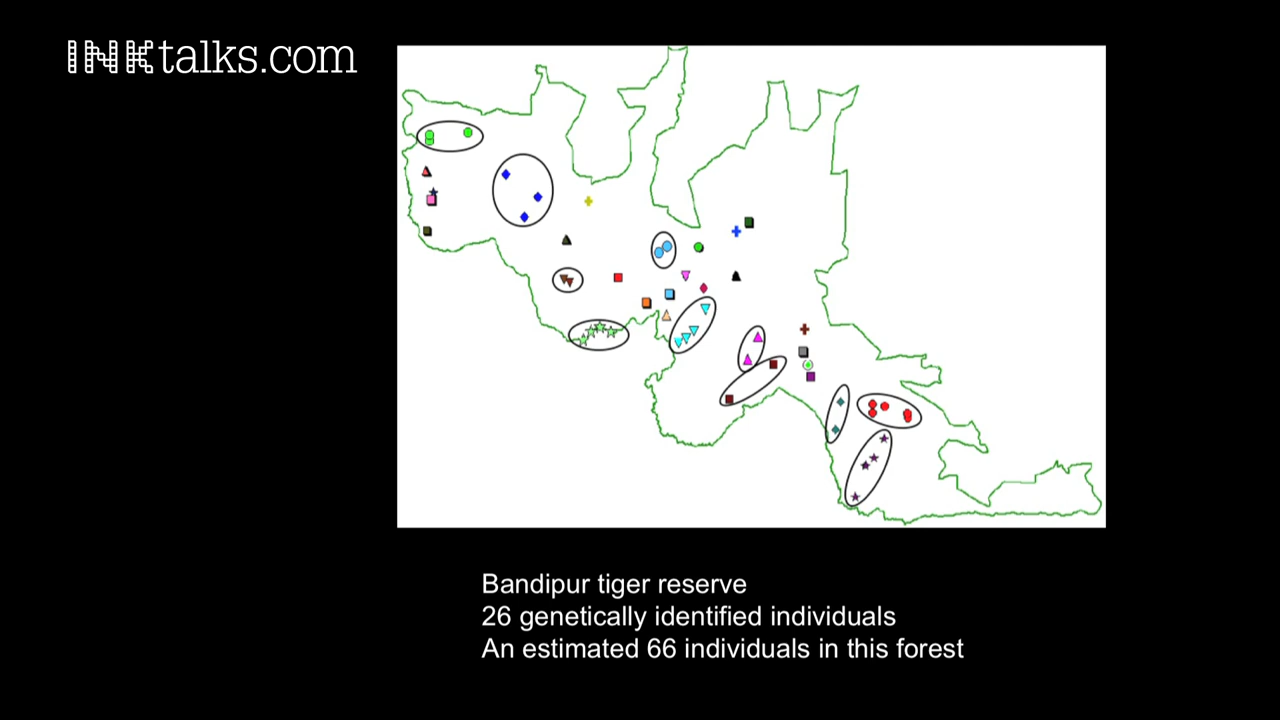 INKtalks.com
Bandipur tiger reserve
26 genetically identified individuals
An estimated 66 individuals in this forest